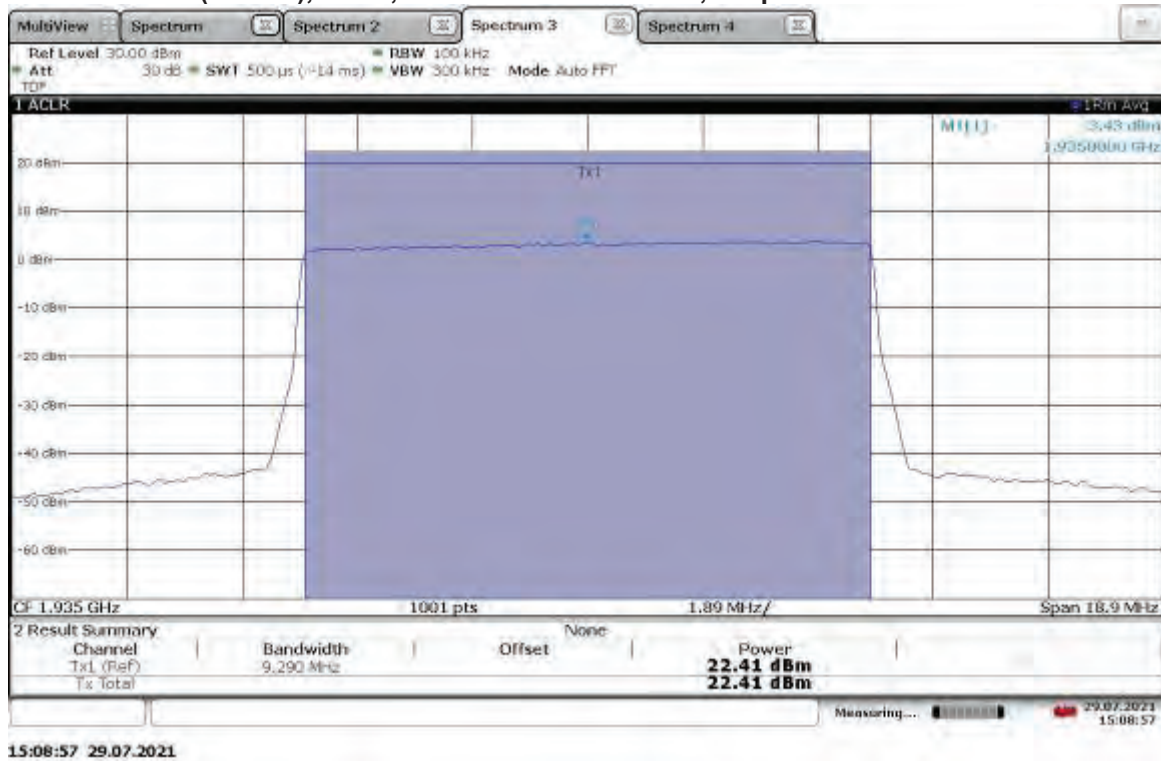 MultiView Spectrum Spectrum 2 Spectrum 3 Spectrum 4
Ref Level 30.00 dBm RBW 100 kHz
Att 30 dB SWT 500 µs (~14 ms) VBW 300 kHz Mode Auto FFT
TDF
1 ACLR 1Rm Avg
M1[1] 3.43 dBm
1.9350000 GHz
20 dBm
Tx1
10 dBm
0 dBm
-10 dBm
-20 dBm
-30 dBm
-40 dBm
-50 dBm
-60 dBm
CF 1.935 GHz 1001 pts 1.89 MHz/ Span 18.9 MHz
2 Result Summary None
Channel Bandwidth Offset Power
Tx1 (Ref) 9.290 MHz 22.41 dBm
Tx Total 22.41 dBm
Measuring... 29.07.2021
15:08:57
15:08:57 29.07.2021